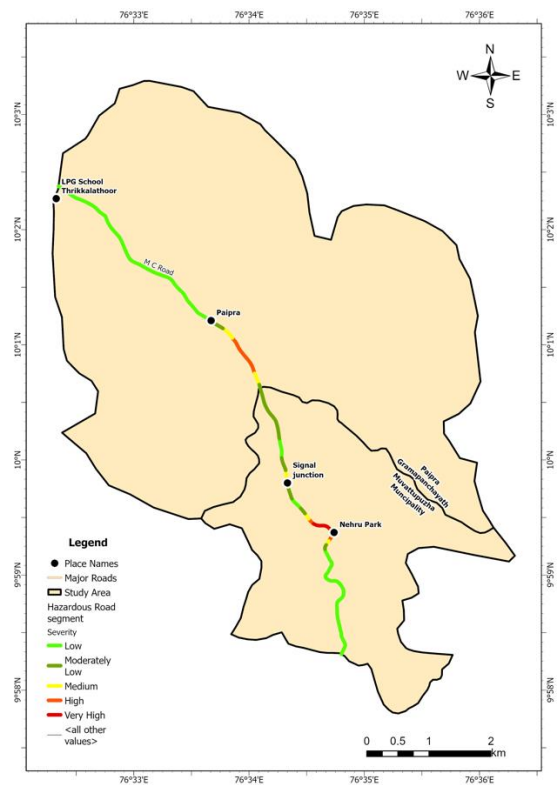 76°33'E 76°34'E 76°35'E 76°36'E
N
W E
S
10°3'N 10°3'N
LPG School
Thrikkalathoor
10°2'N 10°2'N
M C Road
Paipra
10°1'N 10°1'N
10°N 10°N
Signal
junction
Paipra
Gramapanchayath
Muvattupuzha
Muncipality
Nehru Park
Legend
Place Names
Major Roads
Study Area
Hazardous Road
segment
Severity
Low
Moderately
Low
Medium
High
Very High
<all other
values>
9°59'N 9°59'N
9°58'N 9°58'N
0 0.5 1 2
km
76°33'E 76°34'E 76°35'E 76°36'E